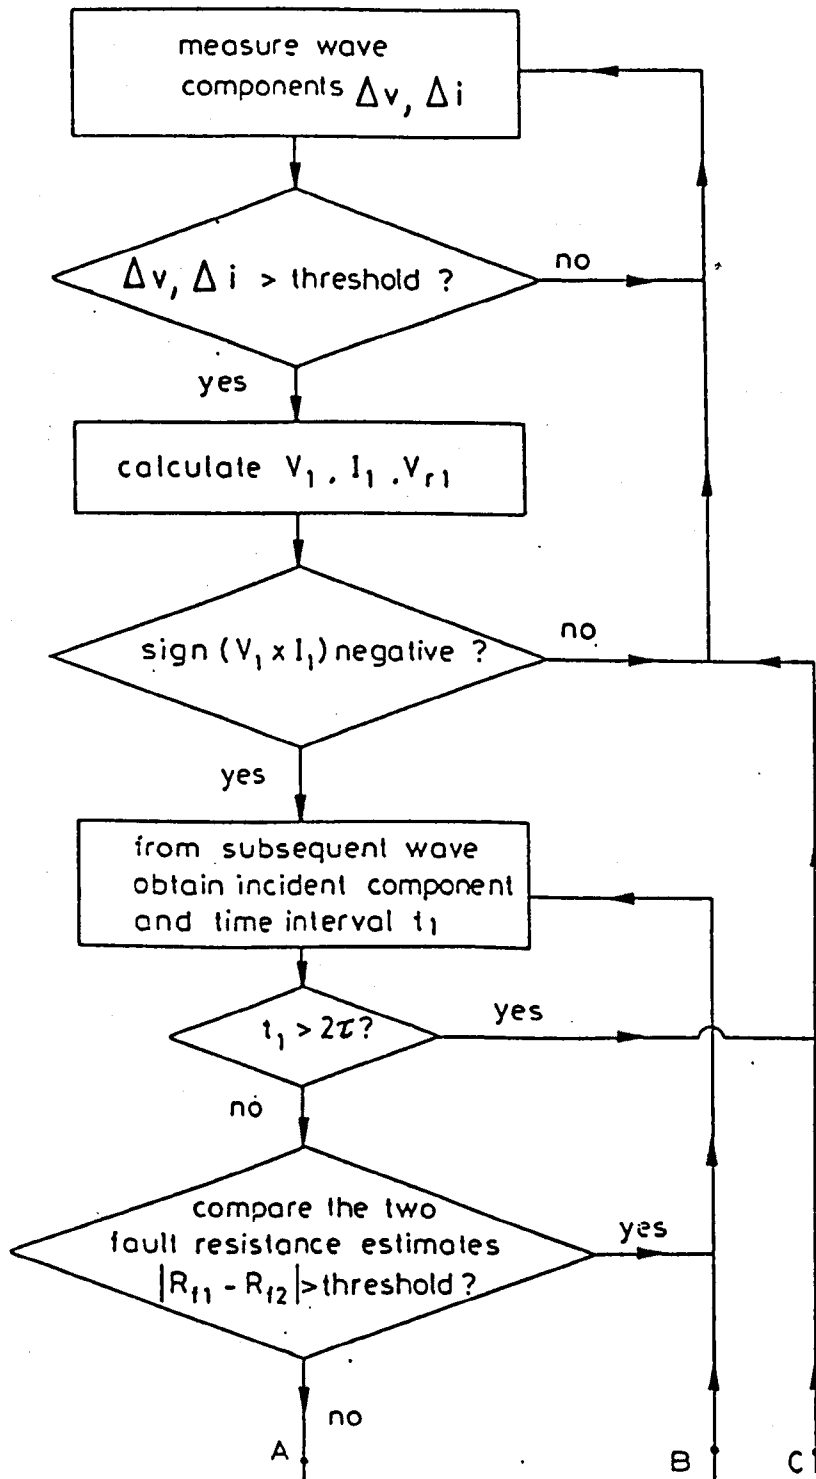 measure wave
components Δv, Δi
Δv, Δi > threshold ?
no
yes
calculate V₁ . I₁ .Vᵣ₁
sign (V₁ x I₁) negative ?
no
yes
from subsequent wave
obtain incident component
and time interval t₁
t₁ > 2τ?
yes
no
compare the two
fault resistance estimates
|R_f1 - R_f2| > threshold ?
yes
no
A
B
C